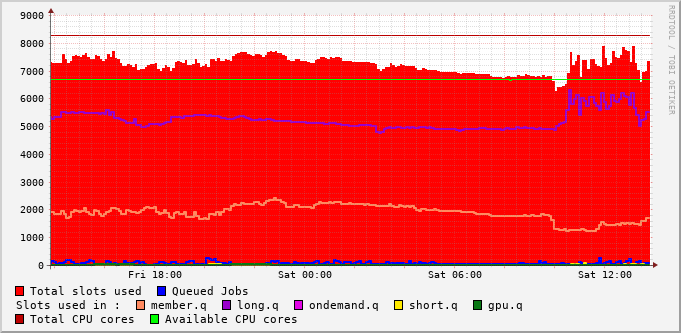 9000
8000
7000
6000
5000
4000
3000
2000
1000
0
Fri 18:00 Sat 00:00 Sat 06:00 Sat 12:00
Total slots used Queued Jobs
Slots used in : member.q long.q ondemand.q short.q gpu.q
Total CPU cores Available CPU cores
RRDTOOL / TOBI OETIKER